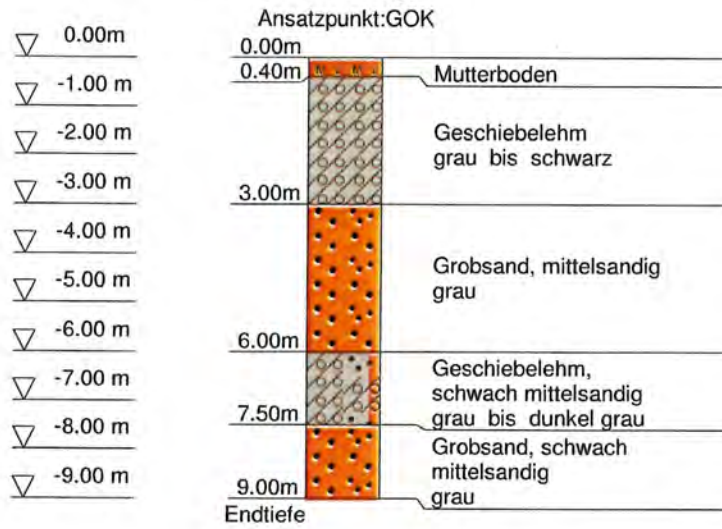 Ansatzpunkt:GOK
0.00m
-1.00 m
-2.00 m
-3.00 m
-4.00 m
-5.00 m
-6.00 m
-7.00 m
-8.00 m
-9.00 m
0.00m
0.40m
3.00m
6.00m
7.50m
9.00m
Endtiefe
Mutterboden
Geschiebelehm
grau bis schwarz
Grobsand, mittelsandig
grau
Geschiebelehm,
schwach mittelsandig
grau bis dunkel grau
Grobsand, schwach
mittelsandig
grau